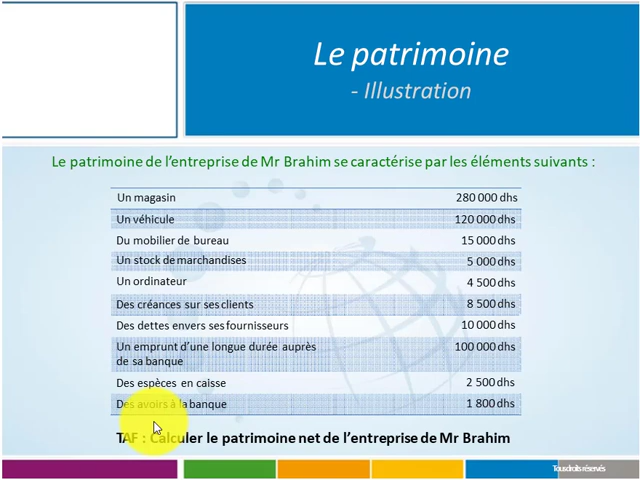 Le patrimoine
- Illustration
Le patrimoine de l'entreprise de Mr Brahim se caractérise par les éléments suivants :
Un magasin 280 000 dhs
Un véhicule 120 000 dhs
Du mobilier de bureau 15 000 dhs
Un stock de marchandises 5 000 dhs
Un ordinateur 4 500 dhs
Des créances sur ses clients 8 500 dhs
Des dettes envers ses fournisseurs 10 000 dhs
Un emprunt d'une longue durée auprès 100 000 dhs
de sa banque
Des espèces en caisse 2 500 dhs
Des avoirs à la banque 1 800 dhs
TAF : Calculer le patrimoine net de l'entreprise de Mr Brahim
Tous droits réservés